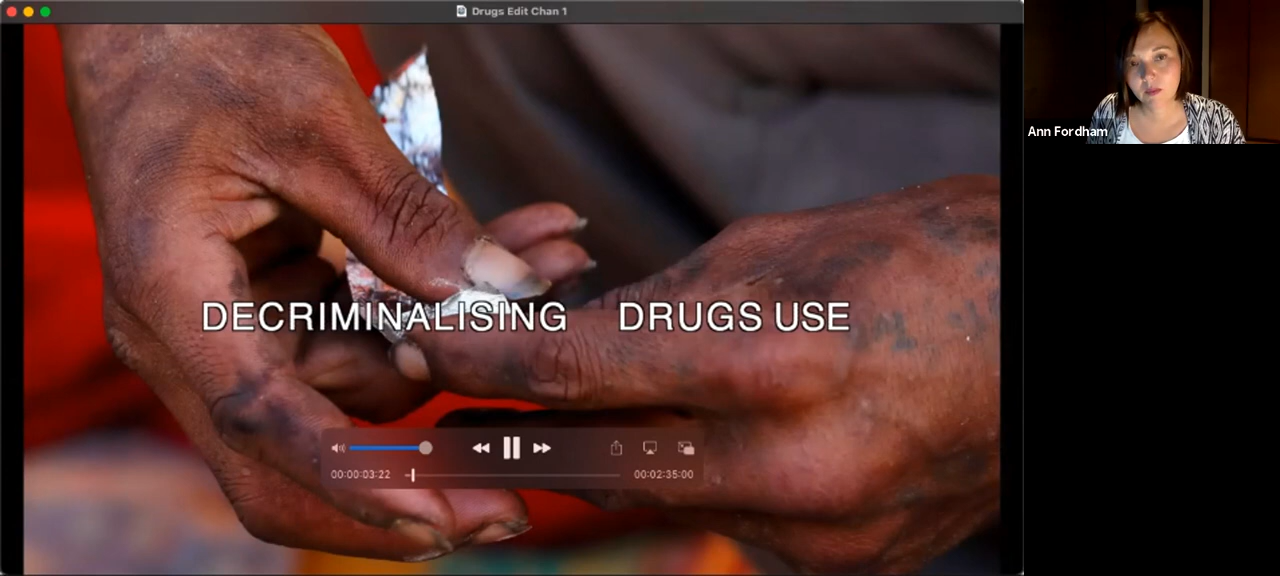 Drugs Edit Chan 1
Ann Fordham
DECRIMINALISING DRUGS USE
00:00:03:22
00:02:35:00